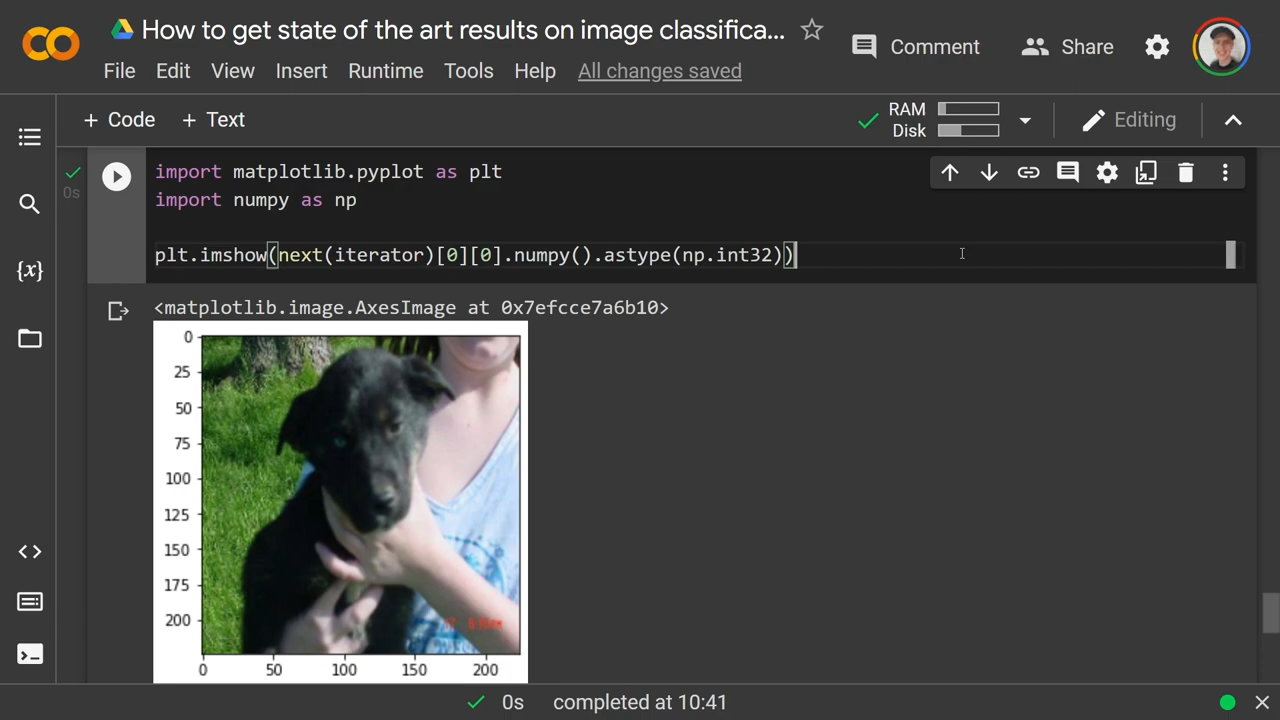 How to get state of the art results on image classifica...
Comment
Share
File Edit View Insert Runtime Tools Help All changes saved
+ Code + Text
RAM
Disk
Editing
0s
import matplotlib.pyplot as plt
import numpy as np
plt.imshow(next(iterator)[0][0].numpy().astype(np.int32))
{x}
<matplotlib.image.AxesImage at 0x7efcce7a6b10>
0
25
50
75
100
125
150
175
200
0 50 100 150 200
0s completed at 10:41